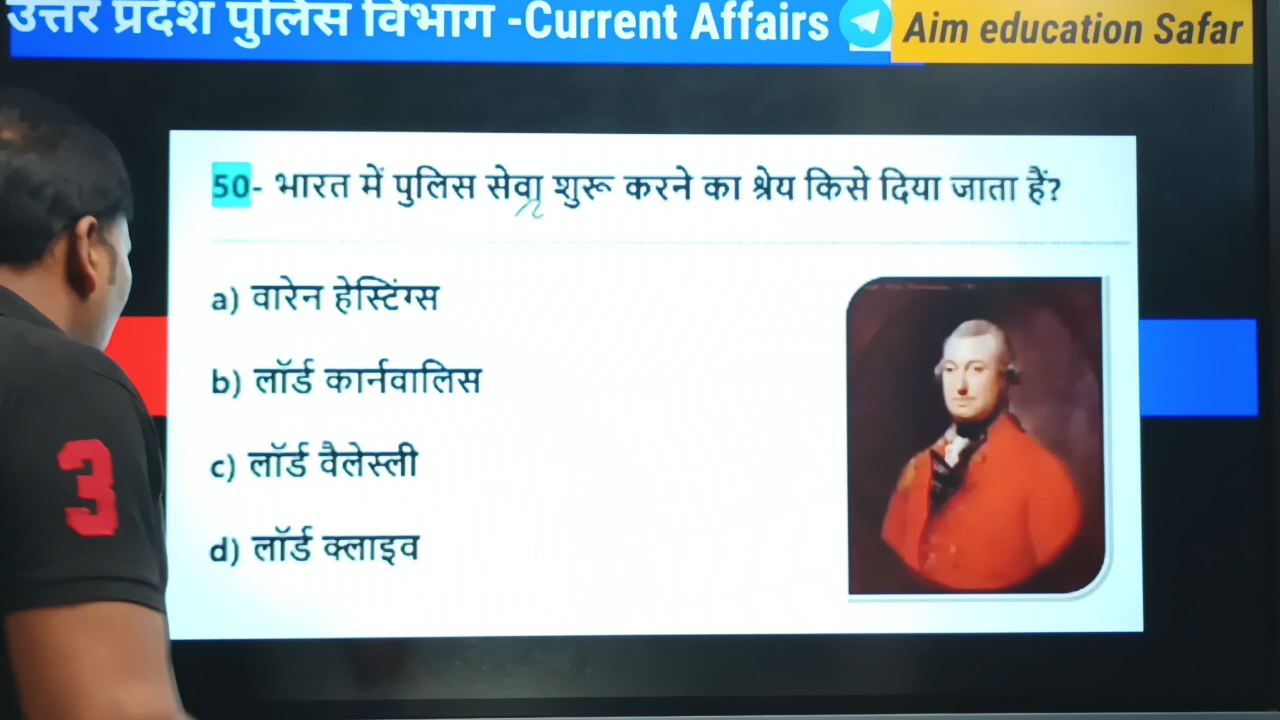 उत्तर प्रदेश पुलिस विभाग -Current Affairs
Aim education Safar
50- भारत में पुलिस सेवा शुरू करने का श्रेय किसे दिया जाता हैं?
a) वारेन हेस्टिंग्स
b) लॉर्ड कार्नवालिस
c) लॉर्ड वैलेस्ली
d) लॉर्ड क्लाइव
3